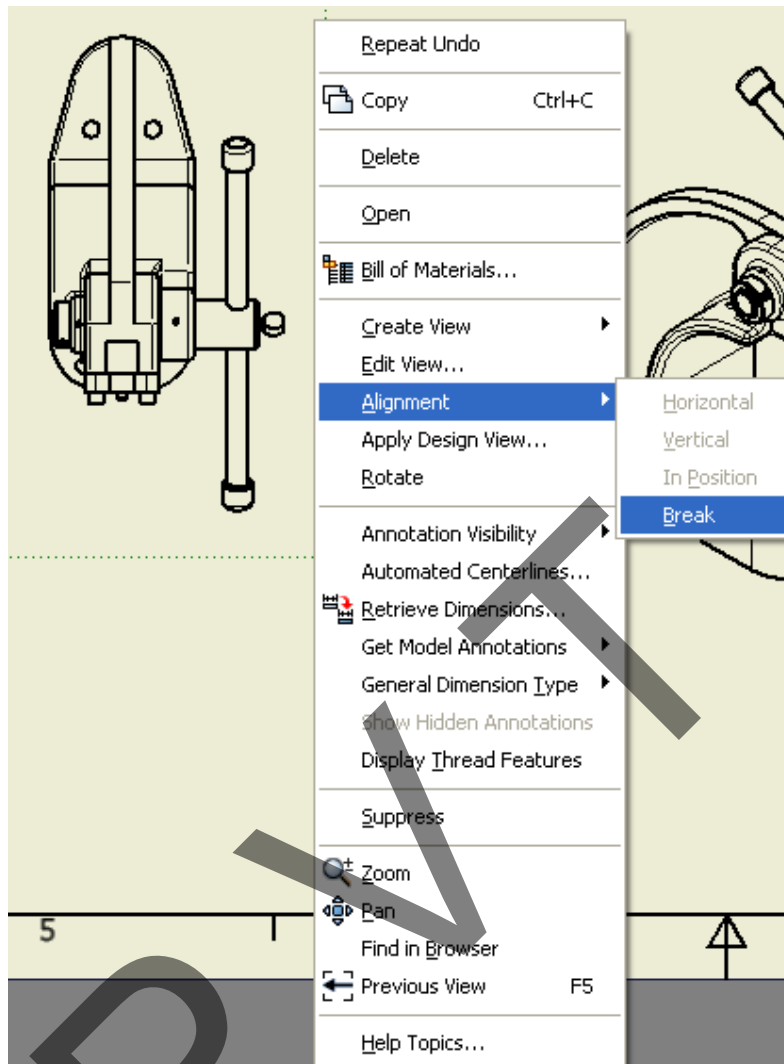 Repeat Undo
Copy Ctrl+C
Delete
Open
Bill of Materials...
Create View
Edit View...
Alignment
Apply Design View...
Rotate
Horizontal
Vertical
In Position
Break
Annotation Visibility
Automated Centerlines...
Retrieve Dimensions...
Get Model Annotations
General Dimension Type
Show Hidden Annotations
Display Thread Features
Suppress
Zoom
Pan
Find in Browser
Previous View F5
Help Topics...
5
P V T